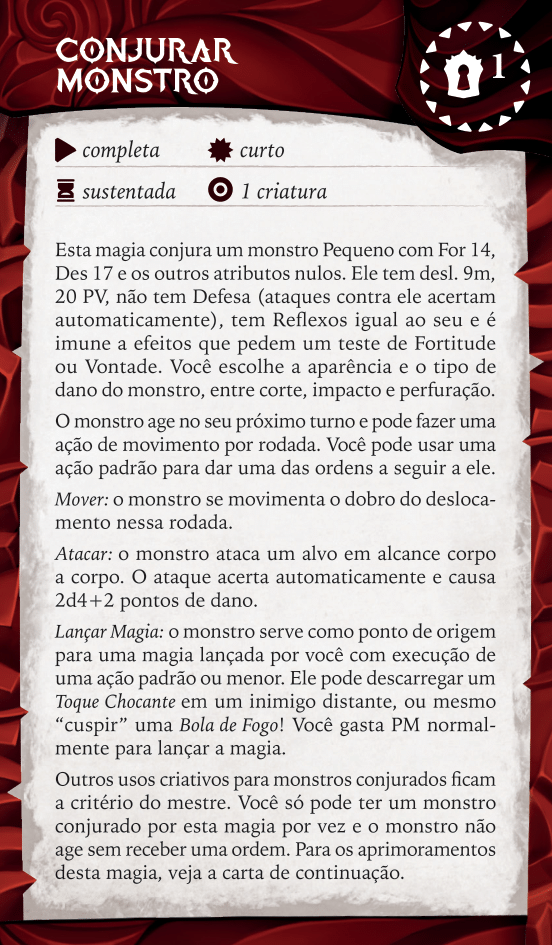 CONJURAR
MONSTRO
1
completa
curto
sustentada
1 criatura
Esta magia conjura um monstro Pequeno com For 14,
Des 17 e os outros atributos nulos. Ele tem desl. 9m,
20 PV, não tem Defesa (ataques contra ele acertam
automaticamente), tem Reflexos igual ao seu e é
imune a efeitos que pedem um teste de Fortitude
ou Vontade. Você escolhe a aparência e o tipo de
dano do monstro, entre corte, impacto e perfuração.
O monstro age no seu próximo turno e pode fazer uma
ação de movimento por rodada. Você pode usar uma
ação padrão para dar uma das ordens a seguir a ele.
Mover: o monstro se movimenta o dobro do desloca-
mento nessa rodada.
Atacar: o monstro ataca um alvo em alcance corpo
a corpo. O ataque acerta automaticamente e causa
2d4+2 pontos de dano.
Lançar Magia: o monstro serve como ponto de origem
para uma magia lançada por você com execução de
uma ação padrão ou menor. Ele pode descarregar um
Toque Chocante em um inimigo distante, ou mesmo
“cuspir” uma Bola de Fogo! Você gasta PM normal-
mente para lançar a magia.
Outros usos criativos para monstros conjurados ficam
a critério do mestre. Você só pode ter um monstro
conjurado por esta magia por vez e o monstro não
age sem receber uma ordem. Para os aprimoramentos
desta magia, veja a carta de continuação.